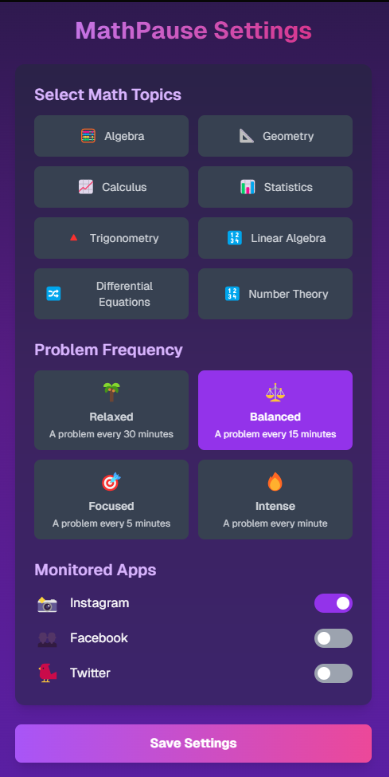 MathPause Settings
Select Math Topics
Algebra
Geometry
Calculus
Statistics
Trigonometry
Linear Algebra
Differential
Equations
Number Theory
Problem Frequency
Relaxed
A problem every 30 minutes
Balanced
A problem every 15 minutes
Focused
A problem every 5 minutes
Intense
A problem every minute
Monitored Apps
Instagram
Facebook
Twitter
Save Settings